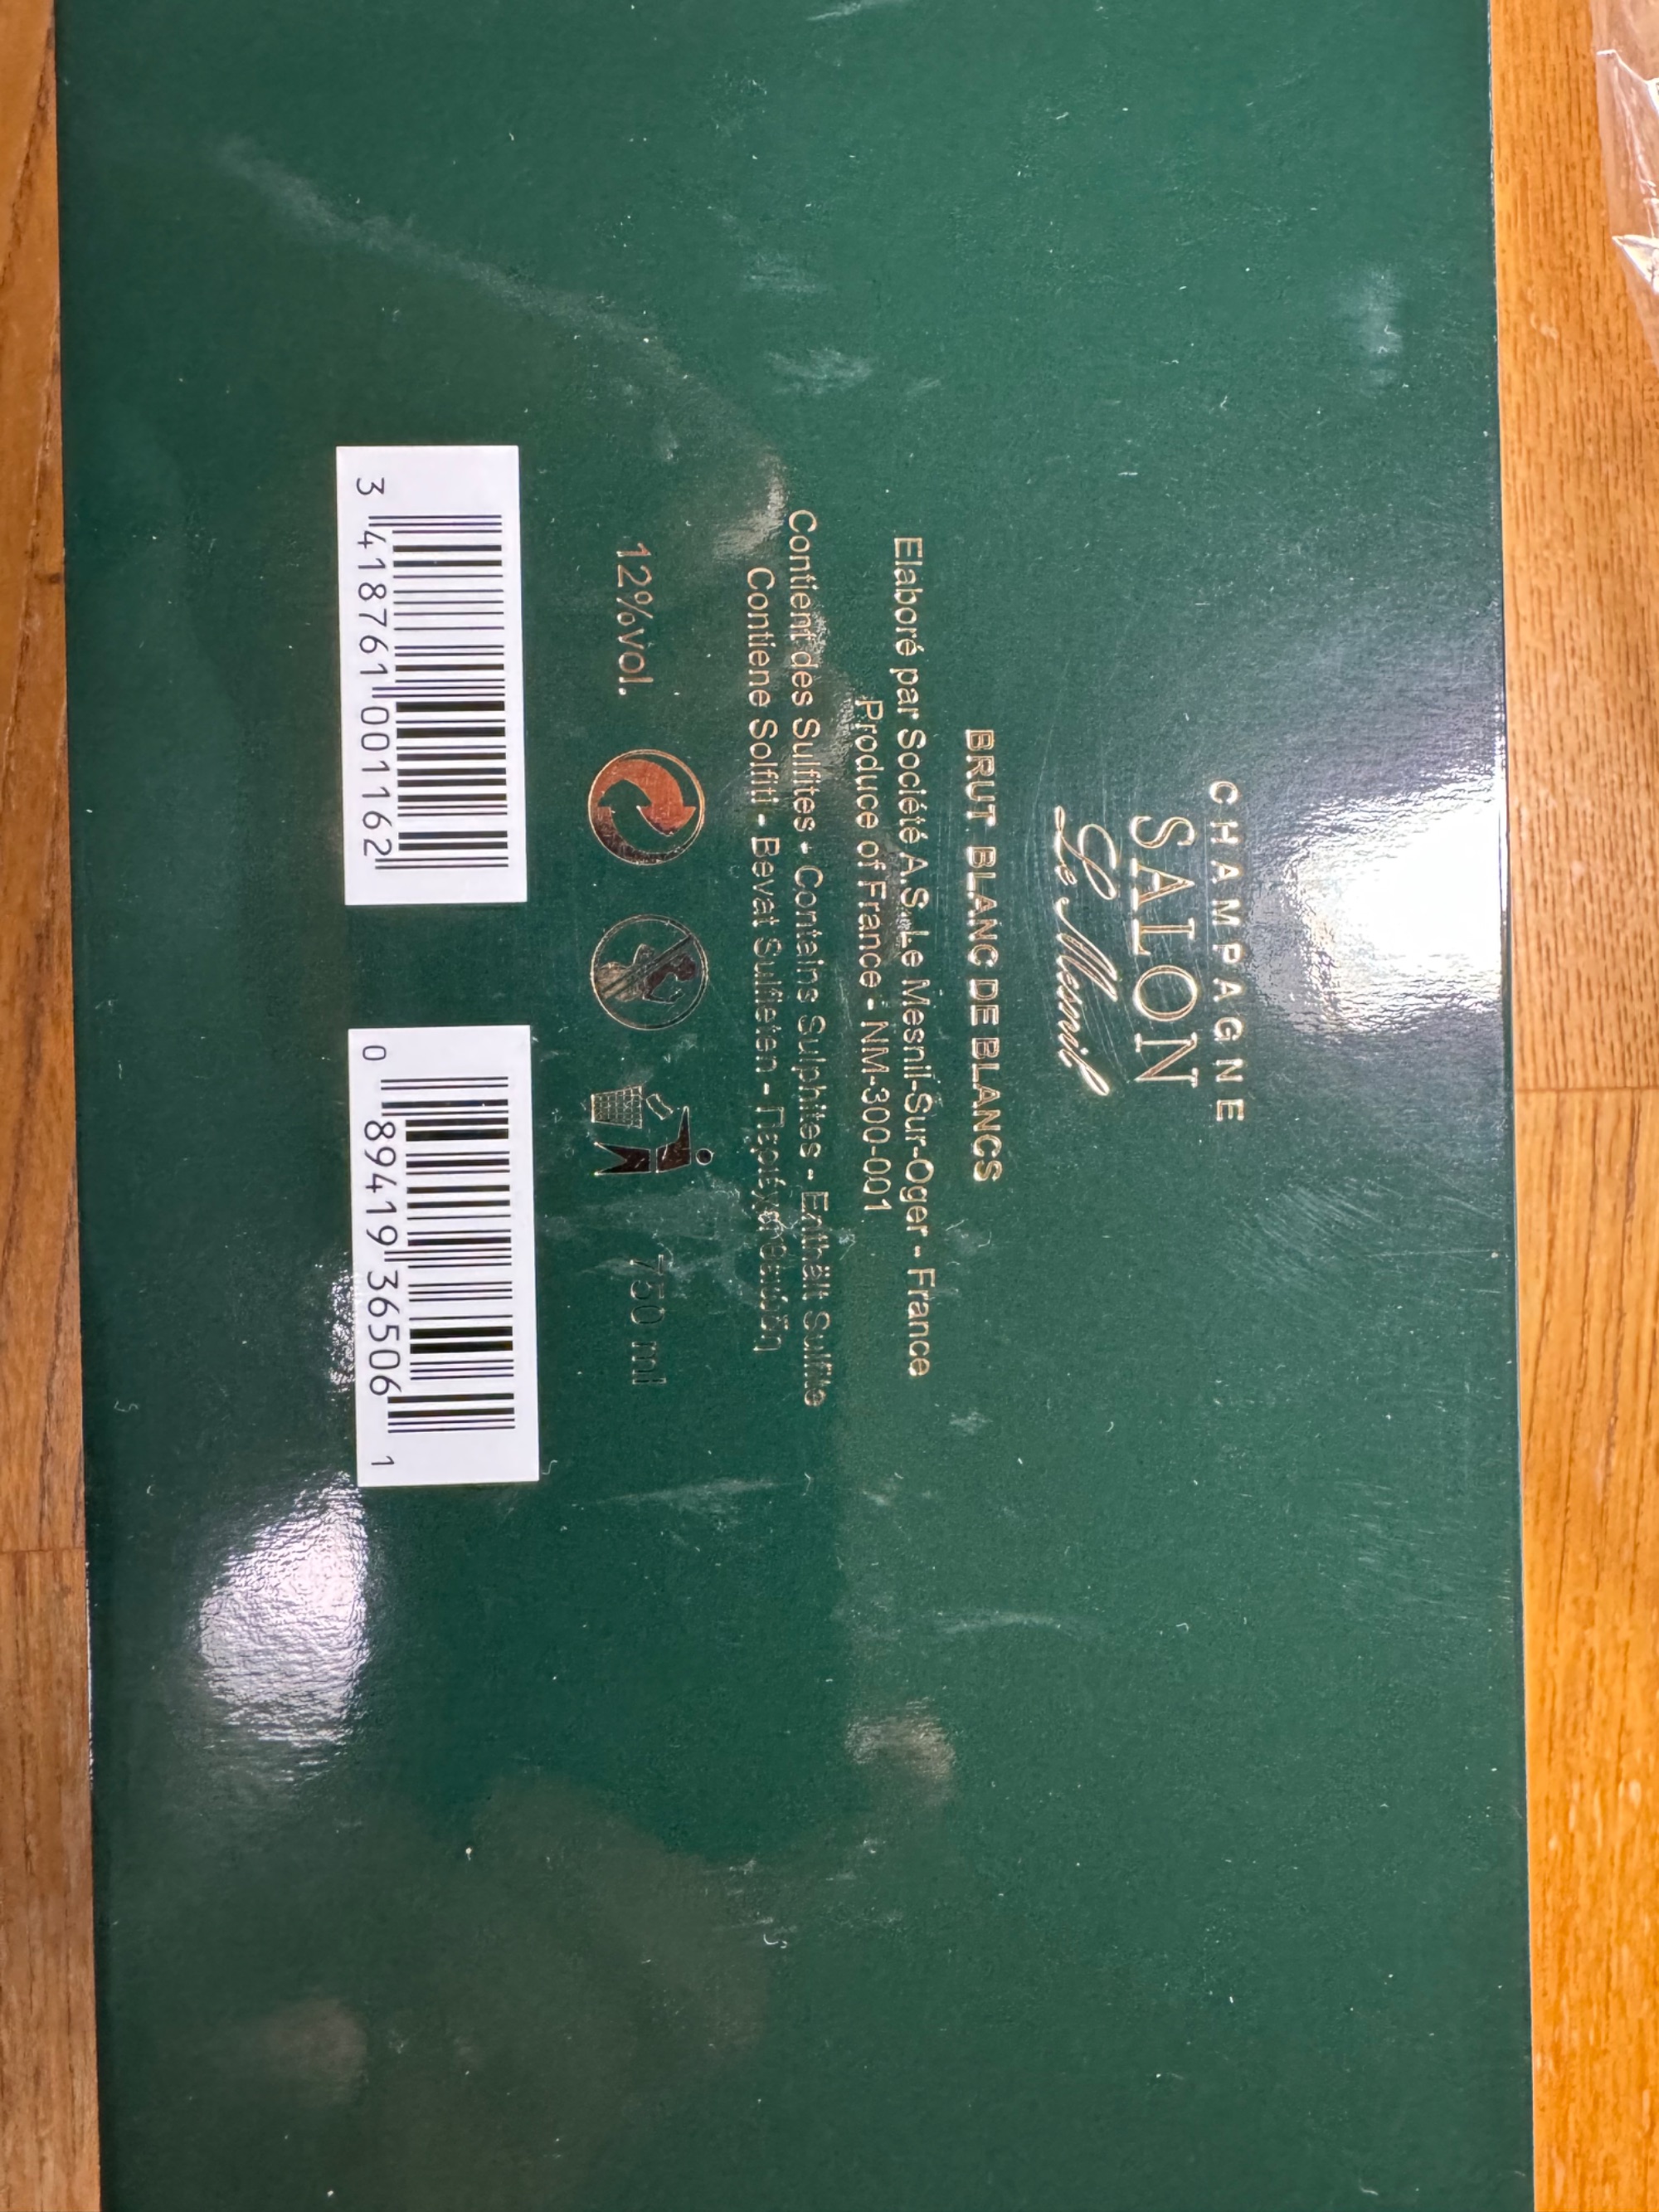 CHAMPAGNE
SALON
Le Mesnil
BRUT BLANC DE BLANCS
Elaboré par Société A.S. Le Mesnil-Sur-Oger - France
Produce of France - NM-300-001
Contient des Sulfites - Contains Sulphites - Enthält Sulfite
Contiene Solfiti - Bevat Sulfieten - Περιέχει Θειώδη
12%vol.
750 ml
3 418761 001162
0 89419 36506 1